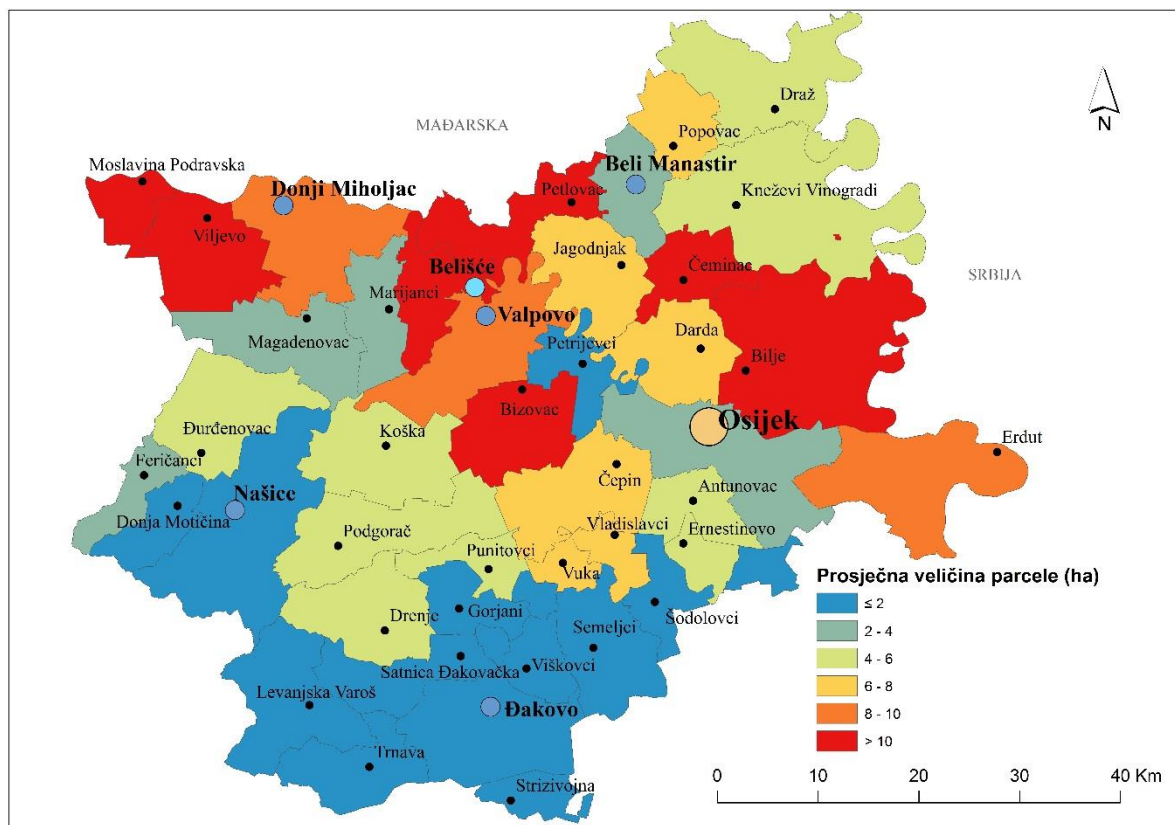 Draž
MAĐARSKA
Popovac
N
Moslavina Podravska
Beli Manastir
Donji Miholjac
Petlovac
Kneževi Vinogradi
Viljevo
Jagodnjak
Belišće
Čeminac
SRBIJA
Marijanci
Valpovo
Darda
Magadenovac
Petrijevci
Bilje
Bizovac
Osijek
Đurđenovac
Koška
Erdut
Feričanci
Čepin
Našice
Antunovac
Donja Motičina
Podgorač
Vladislavci
Ernestinovo
Punitovci
Vuka
Prosječna veličina parcele (ha)
≤ 2
2 - 4
4 - 6
6 - 8
8 - 10
> 10
Gorjani
Drenje
Semeljci
Šodolovci
Satnica Đakovačka
Viškovci
Levanjska Varoš
Đakovo
Trnava
Strizivojna
0 10 20 30 40 Km